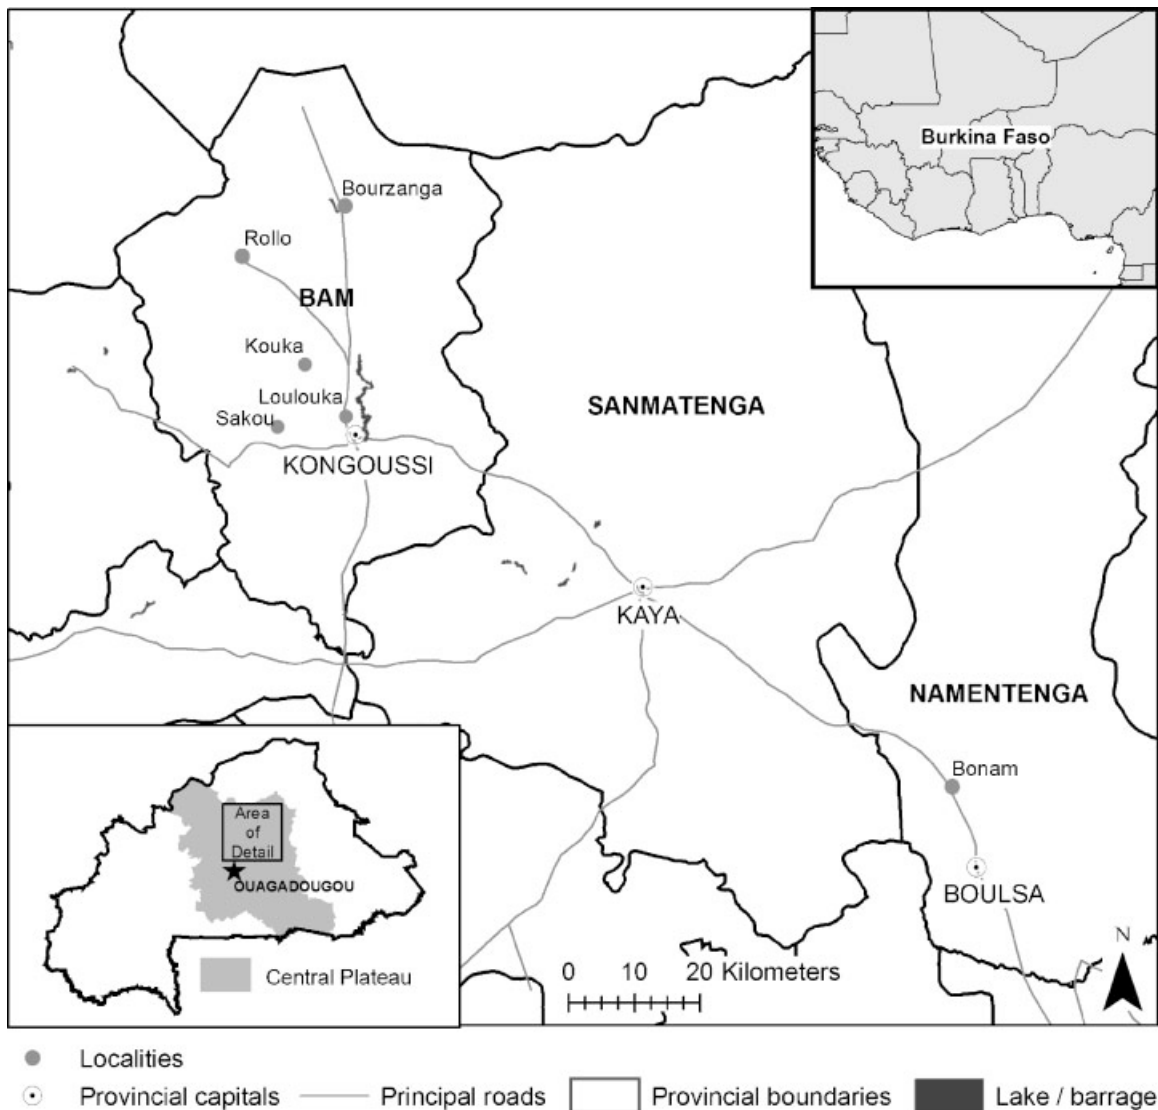 Burkina Faso
Bourzanga
Rollo
BAM
Kouka
Loulouka
Sakou
KONGOUSSI
SANMATENGA
KAYA
NAMENTENGA
Bonam
BOULSA
Area
of
Detail
OUAGADOUGOU
Central Plateau
N
0 10 20 Kilometers
Localities
Provincial capitals Principal roads Provincial boundaries Lake / barrage